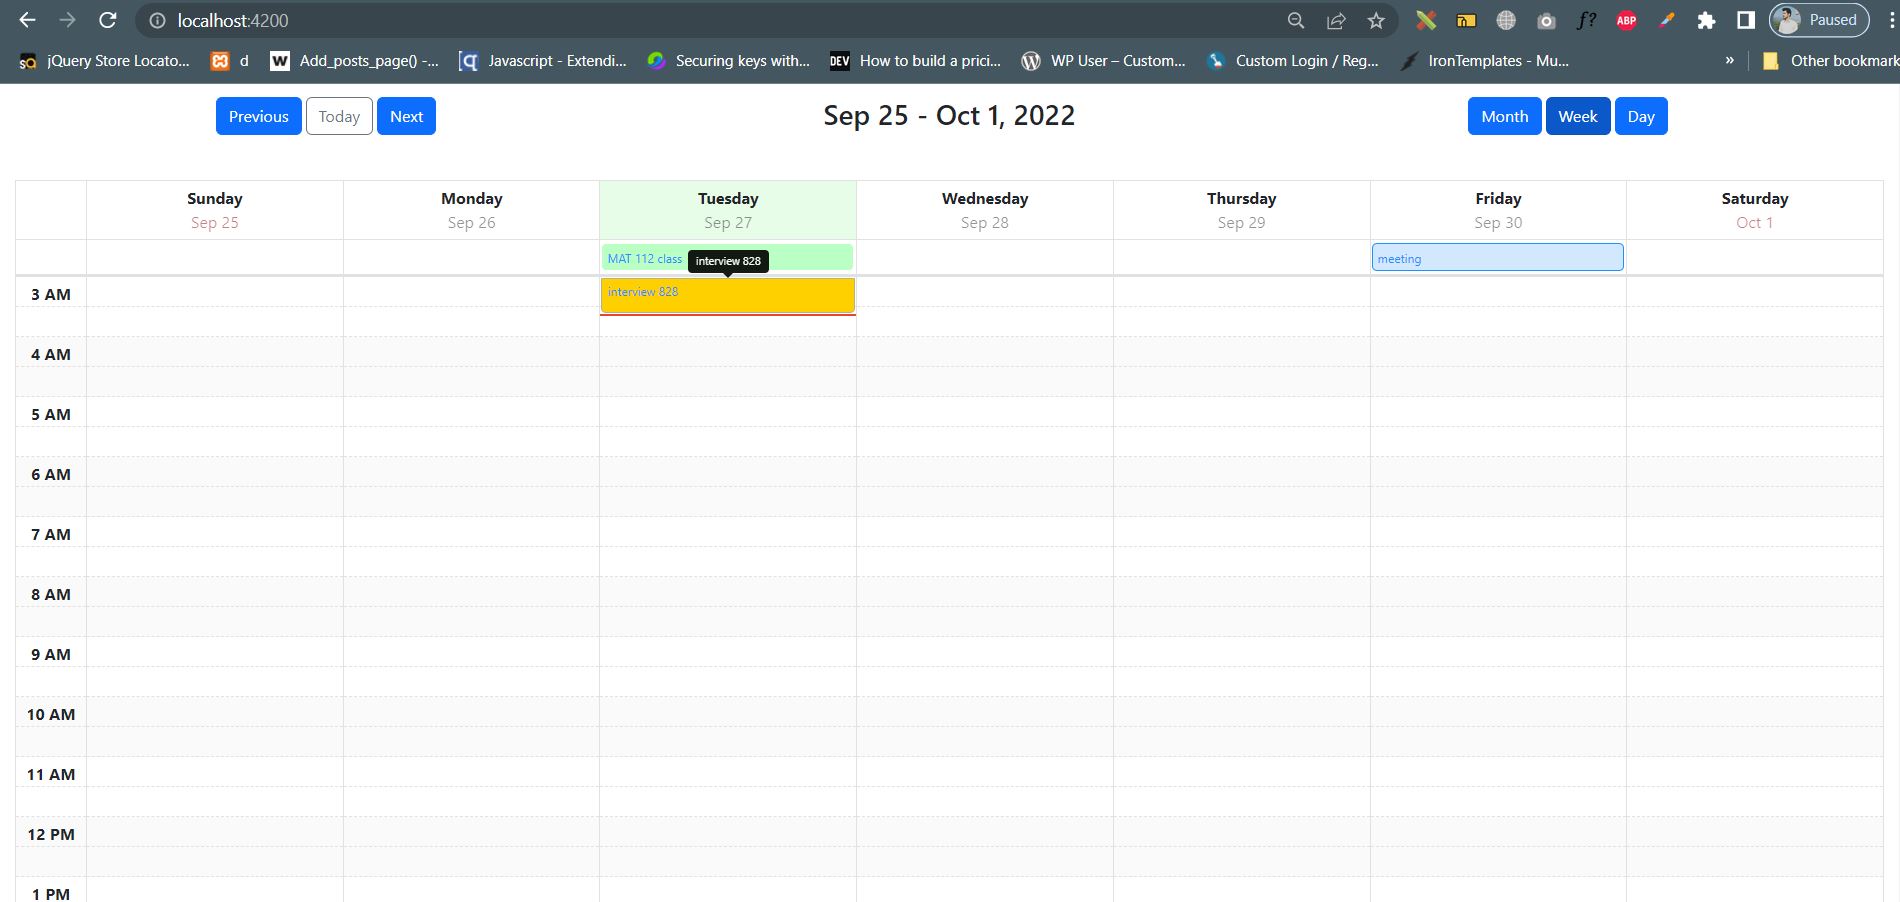 localhost:4200
Paused
jQuery Store Locato...
d
Add_posts_page() -...
Javascript - Extendi...
Securing keys with...
How to build a prici...
WP User – Custom...
Custom Login / Reg...
IronTemplates - Mu...
»
Other bookmark
f?
ABP
SQ
W
DEV
Previous
Today
Next
Sep 25 - Oct 1, 2022
Month
Week
Day
Sunday
Sep 25
Monday
Sep 26
Tuesday
Sep 27
Wednesday
Sep 28
Thursday
Sep 29
Friday
Sep 30
Saturday
Oct 1
MAT 112 class
interview 828
meeting
3 AM
interview 828
4 AM
5 AM
6 AM
7 AM
8 AM
9 AM
10 AM
11 AM
12 PM
1 PM